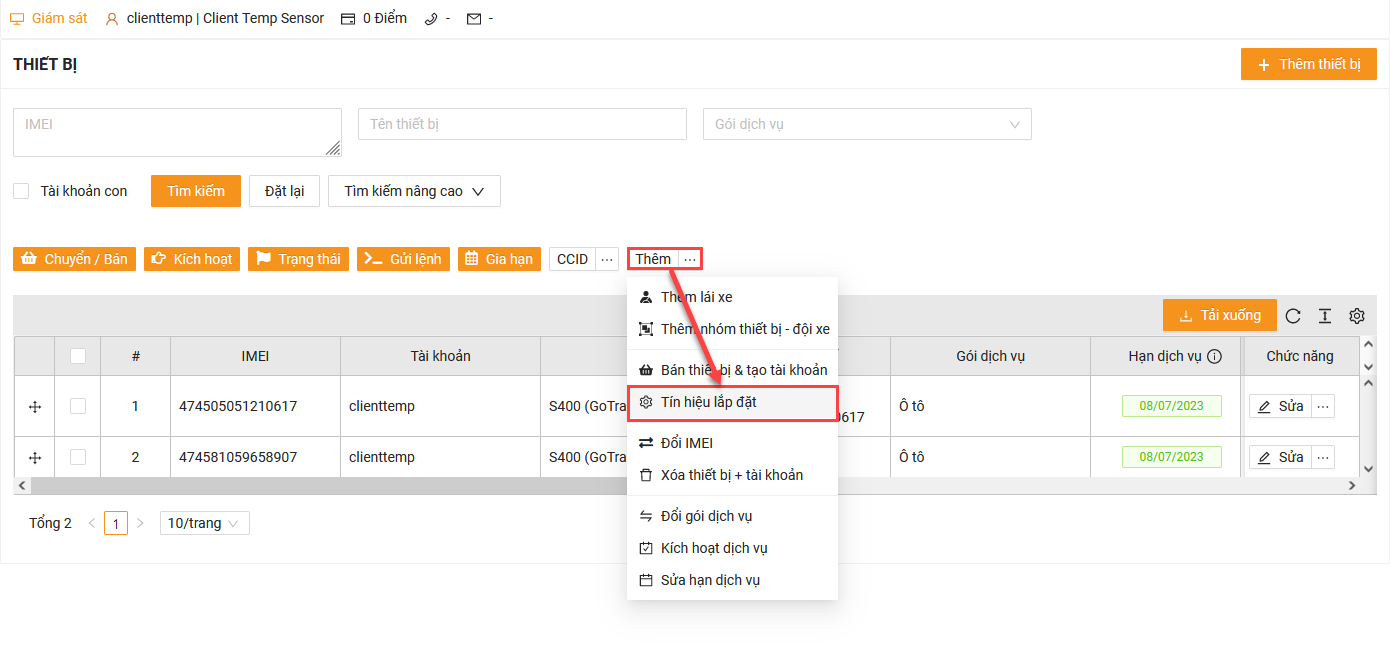 Giám sát clienttemp | Client Temp Sensor 0 Điểm - -
THIẾT BỊ
Thêm thiết bị
IMEI Tên thiết bị Gói dịch vụ
Tài khoản con Tìm kiếm Đặt lại Tìm kiếm nâng cao
Chuyển / Bán Kích hoạt Trạng thái Gửi lệnh Gia hạn CCID ... Thêm ...
Thêm lái xe
Thêm nhóm thiết bị - đội xe
Bán thiết bị & tạo tài khoản
Tín hiệu lắp đặt
Đổi IMEI
Xóa thiết bị + tài khoản
Đổi gói dịch vụ
Kích hoạt dịch vụ
Sửa hạn dịch vụ
Tải xuống
# IMEI Tài khoản Gói dịch vụ Hạn dịch vụ Chức năng
1 474505051210617 clienttemp S400 (GoTra 0617 Ô tô 08/07/2023 Sửa ...
2 474581059658907 clienttemp S400 (GoTra Ô tô 08/07/2023 Sửa ...
Tổng 2 < 1 > 10/trang